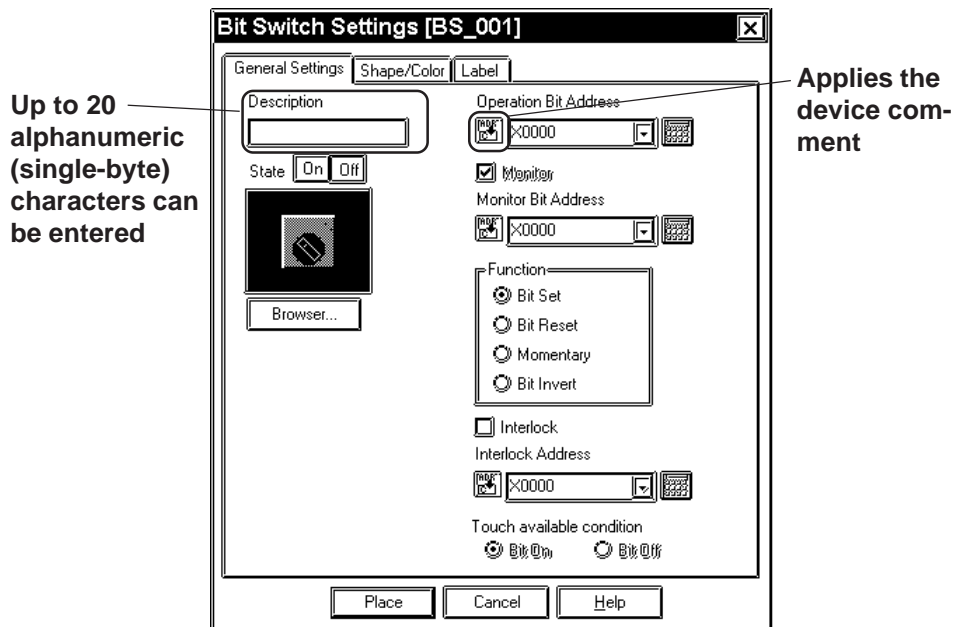 Bit Switch Settings [BS_001]
General Settings
Shape/Color
Label
Up to 20
alphanumeric
(single-byte)
characters can
be entered
Description
State
On
Off
Browser...
Operation Bit Address
X0000
Applies the
device com-
ment
Monitor
Monitor Bit Address
X0000
Function
Bit Set
Bit Reset
Momentary
Bit Invert
Interlock
Interlock Address
X0000
Touch available condition
Bit On
Bit Off
Place
Cancel
Help